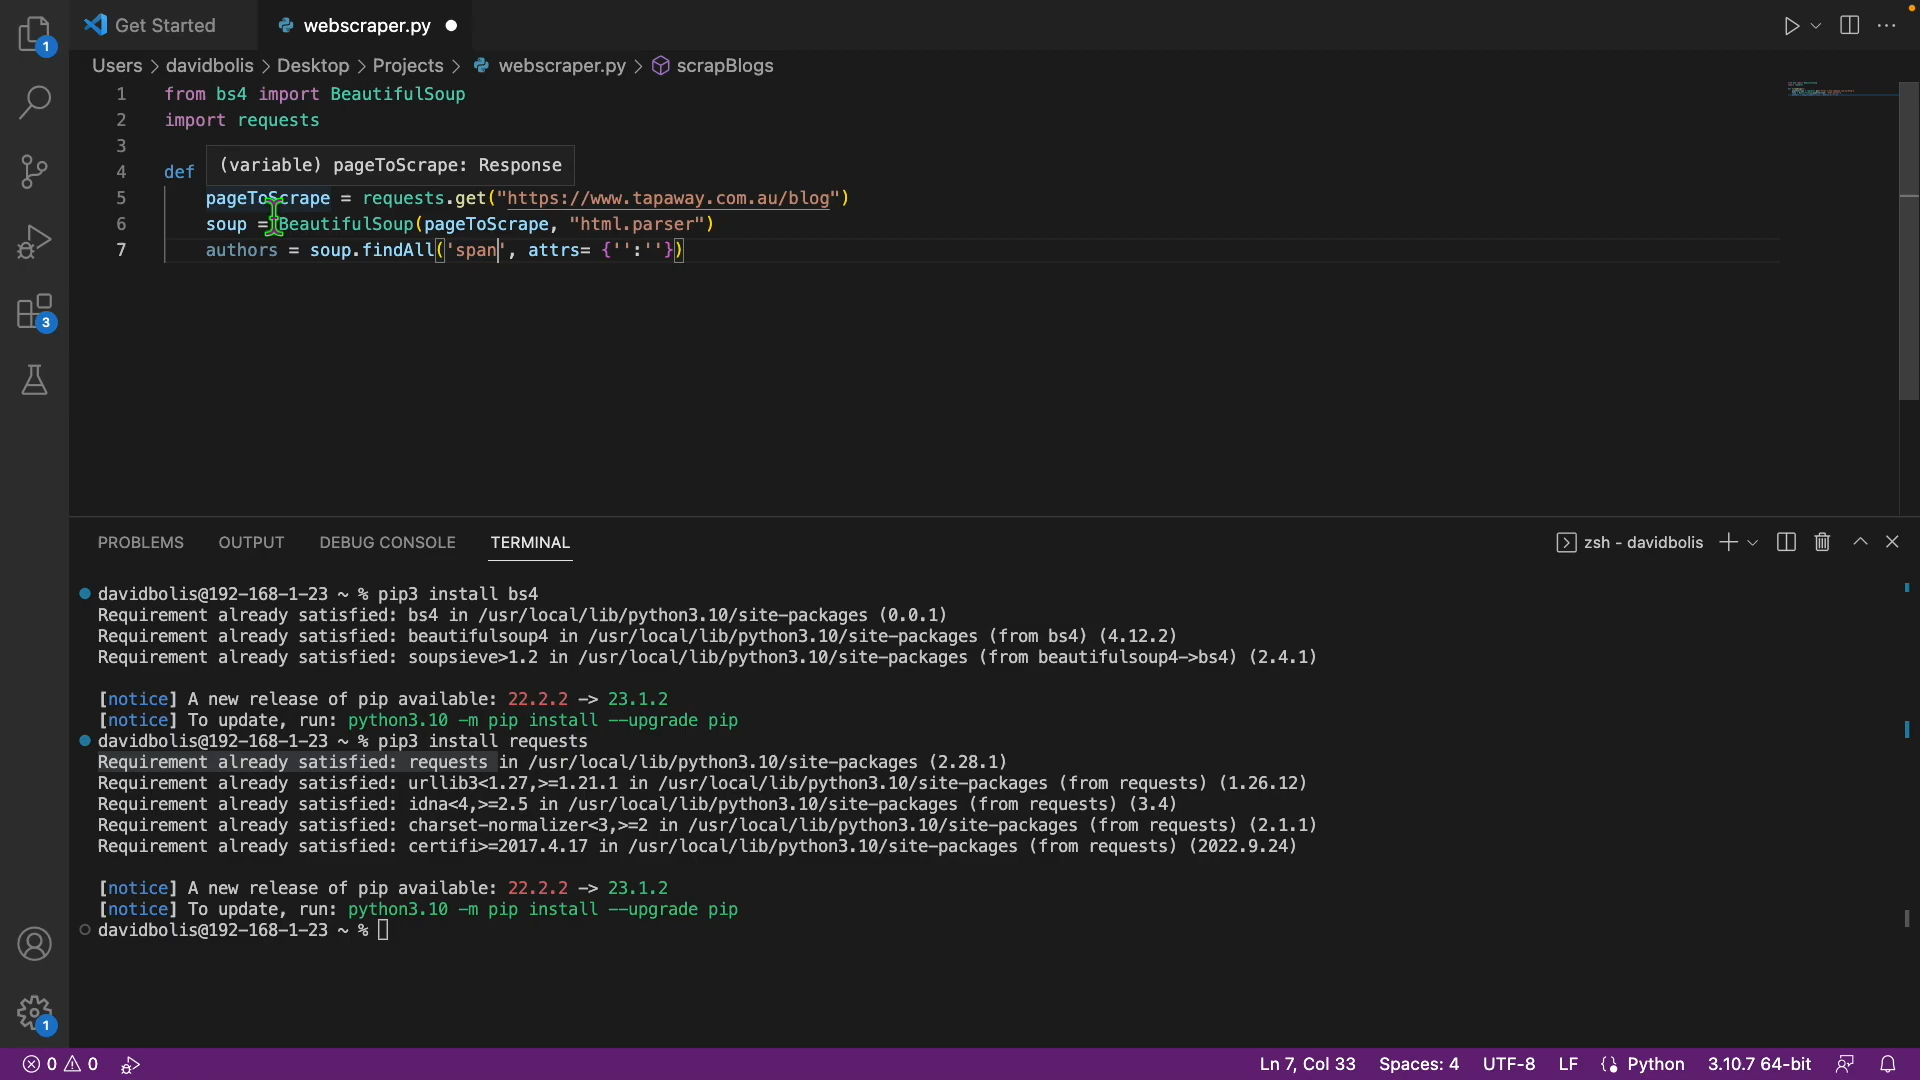 Get Started
webscraper.py
Users > davidbolis > Desktop > Projects > webscraper.py > scrapBlogs
1 from bs4 import BeautifulSoup
2 import requests
3
(variable) pageToScrape: Response
4 def
5 pageToScrape = requests.get("https://www.tapaway.com.au/blog")
6 soup = BeautifulSoup(pageToScrape, "html.parser")
7 authors = soup.findAll('span', attrs= {'':''})
1
3
PROBLEMS OUTPUT DEBUG CONSOLE TERMINAL
zsh - davidbolis
davidbolis@192-168-1-23 ~ % pip3 install bs4
Requirement already satisfied: bs4 in /usr/local/lib/python3.10/site-packages (0.0.1)
Requirement already satisfied: beautifulsoup4 in /usr/local/lib/python3.10/site-packages (from bs4) (4.12.2)
Requirement already satisfied: soupsieve>1.2 in /usr/local/lib/python3.10/site-packages (from beautifulsoup4->bs4) (2.4.1)
[notice] A new release of pip available: 22.2.2 -> 23.1.2
[notice] To update, run: python3.10 -m pip install --upgrade pip
davidbolis@192-168-1-23 ~ % pip3 install requests
Requirement already satisfied: requests in /usr/local/lib/python3.10/site-packages (2.28.1)
Requirement already satisfied: urllib3<1.27,>=1.21.1 in /usr/local/lib/python3.10/site-packages (from requests) (1.26.12)
Requirement already satisfied: idna<4,>=2.5 in /usr/local/lib/python3.10/site-packages (from requests) (3.4)
Requirement already satisfied: charset-normalizer<3,>=2 in /usr/local/lib/python3.10/site-packages (from requests) (2.1.1)
Requirement already satisfied: certifi>=2017.4.17 in /usr/local/lib/python3.10/site-packages (from requests) (2022.9.24)
[notice] A new release of pip available: 22.2.2 -> 23.1.2
[notice] To update, run: python3.10 -m pip install --upgrade pip
davidbolis@192-168-1-23 ~ %
1
0 0
Ln 7, Col 33 Spaces: 4 UTF-8 LF Python 3.10.7 64-bit